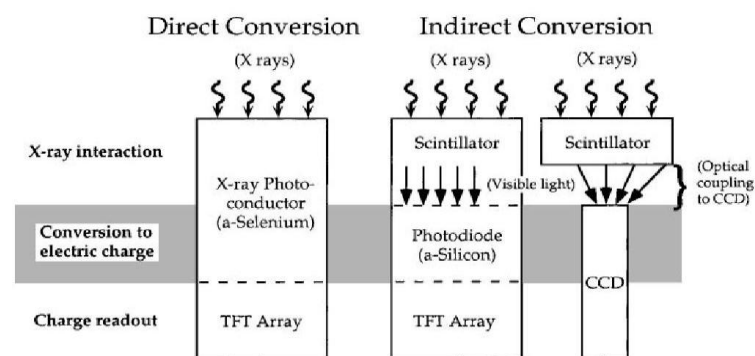 Direct Conversion
Indirect Conversion
(X rays)
(X rays)
(X rays)
X-ray interaction
X-ray Photo-
conductor
(a-Selenium)
Scintillator
Scintillator
(Visible light)
(Optical
coupling
to CCD)
Conversion to
electric charge
Photodiode
(a-Silicon)
CCD
Charge readout
TFT Array
TFT Array